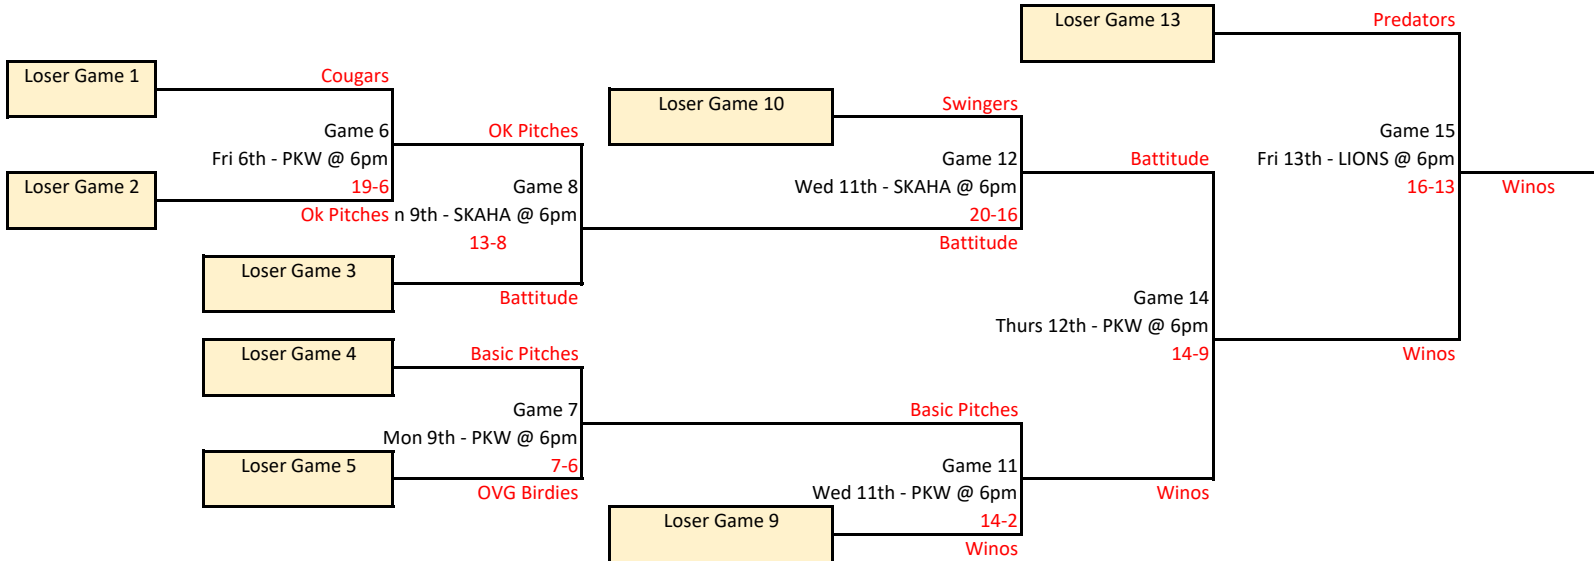 Loser Game 13
Predators
Loser Game 1
Cougars
Loser Game 10
Swingers
Game 6
OK Pitches
Game 15
Fri 6th - PKW @ 6pm
Game 12
Battitude
Fri 13th - LIONS @ 6pm
Loser Game 2
19-6
Game 8
Wed 11th - SKAHA @ 6pm
16-13
Winos
Ok Pitches
n 9th - SKAHA @ 6pm
20-16
13-8
Battitude
Loser Game 3
Battitude
Game 14
Thurs 12th - PKW @ 6pm
Loser Game 4
Basic Pitches
14-9
Winos
Game 7
Basic Pitches
Mon 9th - PKW @ 6pm
Loser Game 5
7-6
Game 11
OVG Birdies
Wed 11th - PKW @ 6pm
Winos
Loser Game 9
14-2
Winos